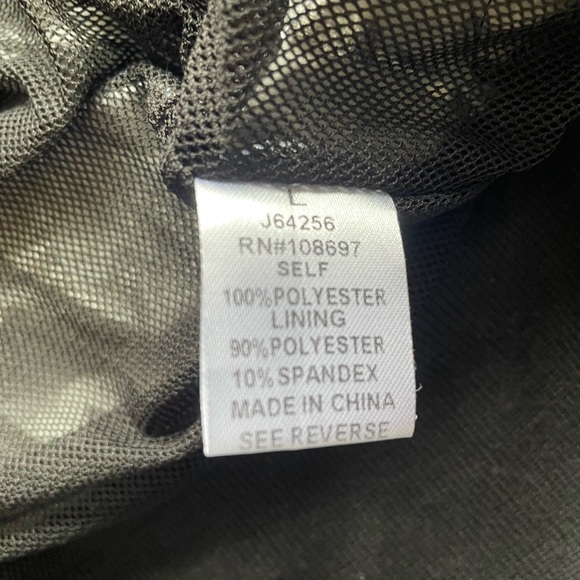 L
J64256
RN#108697
SELF
100%POLYESTER
LINING
90%POLYESTER
10%SPANDEX
MADE IN CHINA
SEE REVERSE